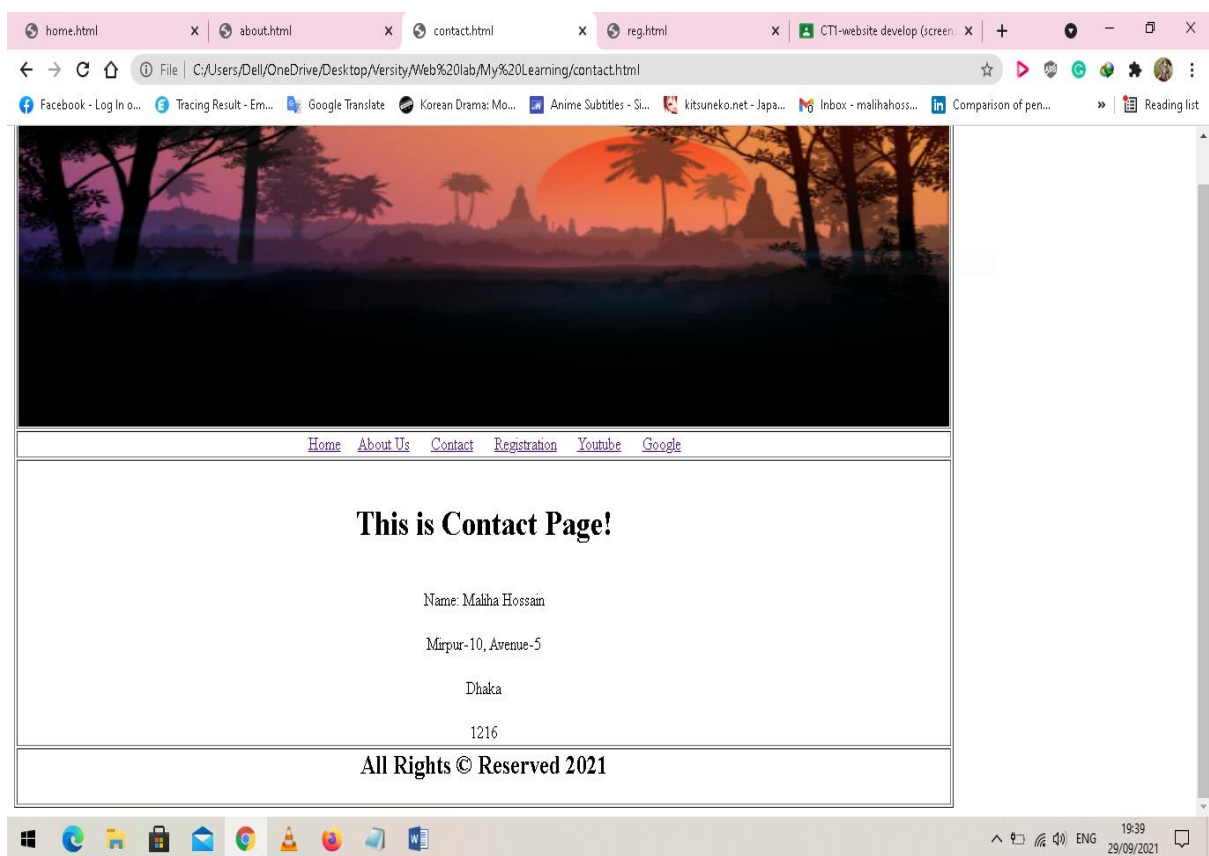 home.html about.html contact.html reg.html CT1-website develop (screen
File C:/Users/Dell/OneDrive/Desktop/Versity/Web%20lab/My%20Learning/contact.html
Facebook - Log In o... Tracing Result - Em... Google Translate Korean Drama: Mo... Anime Subtitles - Si... kitsuneko.net - Japa... Inbox - malihahoss... Comparison of pen... » Reading list
Home About Us Contact Registration Youtube Google
This is Contact Page!
Name: Maliha Hossain
Mirpur-10, Avenue-5
Dhaka
1216
All Rights © Reserved 2021
ENG 19:39
29/09/2021